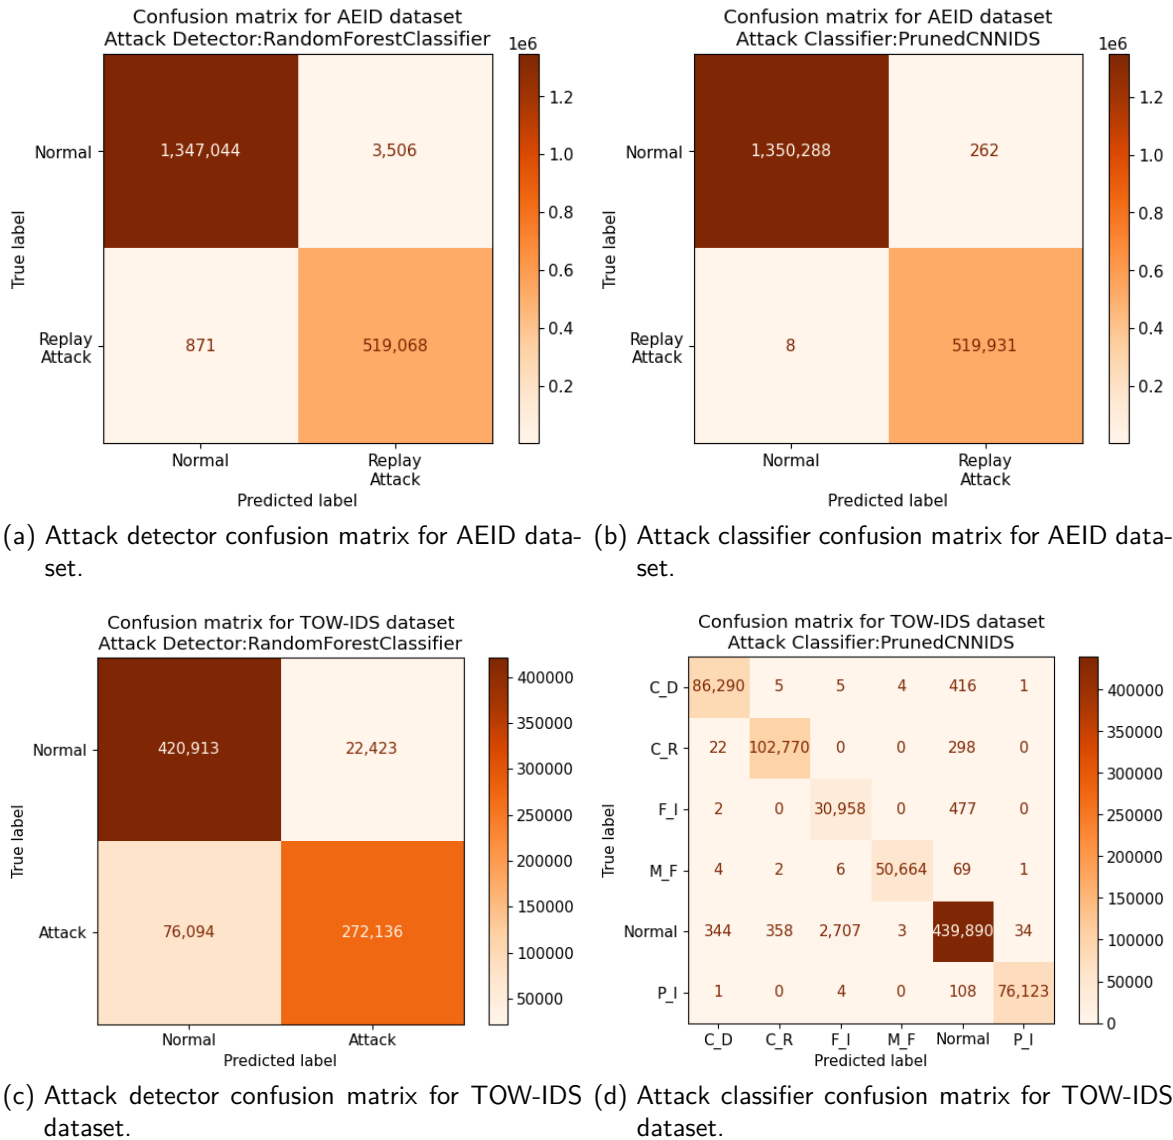 Confusion matrix for AEID dataset
Attack Detector:RandomForestClassifier
1e6
Normal
1,347,044
3,506
Replay
Attack
871
519,068
Normal
Replay
Attack
Predicted label
True label
1.2
1.0
0.8
0.6
0.4
0.2
(a) Attack detector confusion matrix for AEID data-
set.
Confusion matrix for AEID dataset
Attack Classifier:PrunedCNNIDS
1e6
Normal
1,350,288
262
Replay
Attack
8
519,931
Normal
Replay
Attack
Predicted label
True label
1.2
1.0
0.8
0.6
0.4
0.2
(b) Attack classifier confusion matrix for AEID data-
set.
Confusion matrix for TOW-IDS dataset
Attack Detector:RandomForestClassifier
Normal
420,913
22,423
Attack
76,094
272,136
Normal
Attack
Predicted label
True label
400000
350000
300000
250000
200000
150000
100000
50000
(c) Attack detector confusion matrix for TOW-IDS
dataset.
Confusion matrix for TOW-IDS dataset
Attack Classifier:PrunedCNNIDS
C_D 86,290 5 5 4 416 1
C_R 22 102,770 0 0 298 0
F_I 2 0 30,958 0 477 0
M_F 4 2 6 50,664 69 1
Normal 344 358 2,707 3 439,890 34
P_I 1 0 4 0 108 76,123
C_D C_R F_I M_F Normal P_I
Predicted label
True label
400000
350000
300000
250000
200000
150000
100000
50000
0
(d) Attack classifier confusion matrix for TOW-IDS
dataset.